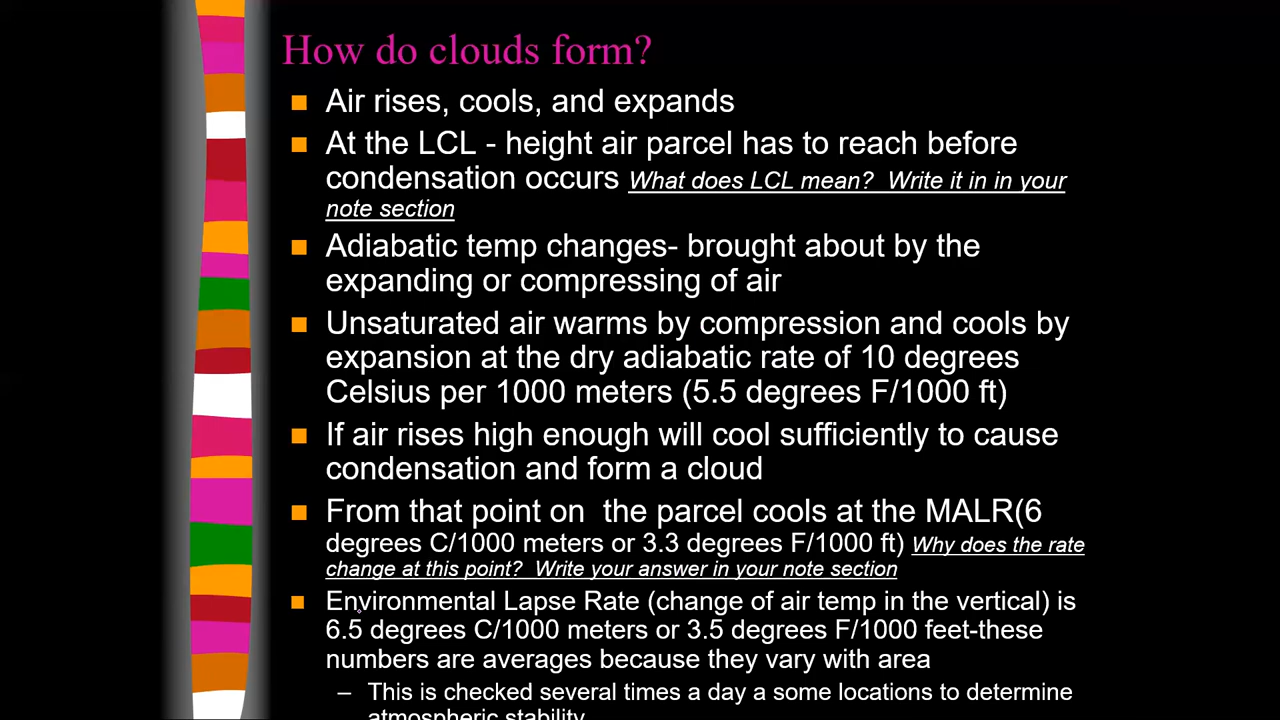 How do clouds form?
Air rises, cools, and expands
At the LCL - height air parcel has to reach before
condensation occurs What does LCL mean? Write it in in your
note section
Adiabatic temp changes- brought about by the
expanding or compressing of air
Unsaturated air warms by compression and cools by
expansion at the dry adiabatic rate of 10 degrees
Celsius per 1000 meters (5.5 degrees F/1000 ft)
If air rises high enough will cool sufficiently to cause
condensation and form a cloud
From that point on the parcel cools at the MALR(6
degrees C/1000 meters or 3.3 degrees F/1000 ft) Why does the rate
change at this point? Write your answer in your note section
Environmental Lapse Rate (change of air temp in the vertical) is
6.5 degrees C/1000 meters or 3.5 degrees F/1000 feet-these
numbers are averages because they vary with area
– This is checked several times a day a some locations to determine
atmospheric stability